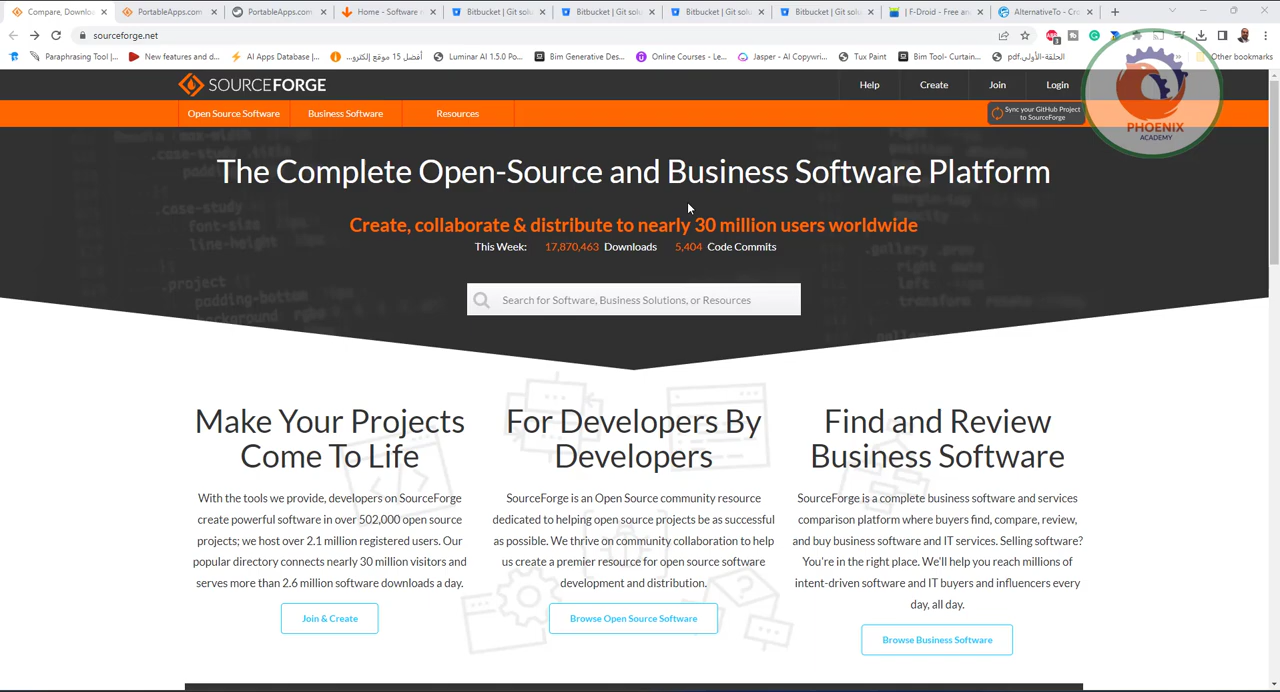 Compare, Downloa
PortableApps.com
PortableApps.com
Home - Software
Bitbucket | Git solu
Bitbucket | Git solu
Bitbucket | Git solu
Bitbucket | Git solu
| F-Droid - Free an
AlternativeTo - Cro
sourceforge.net
Paraphrasing Tool |...
New features and d...
AI Apps Database |...
أفضل 15 موقع إلكترو...
Luminar AI 1.5.0 Po...
Bim Generative Des...
Online Courses - Le...
Jasper - AI Copywri...
Tux Paint
Bim Tool- Curtain...
الحلقة-الأولي.pdf
Other bookmarks
SOURCEFORGE
Help
Create
Join
Login
Open Source Software
Business Software
Resources
Sync your GitHub Project
to SourceForge
PHOENIX
ACADEMY
The Complete Open-Source and Business Software Platform
Create, collaborate & distribute to nearly 30 million users worldwide
This Week: 17,870,463 Downloads 5,404 Code Commits
Search for Software, Business Solutions, or Resources
Make Your Projects
Come To Life
With the tools we provide, developers on SourceForge
create powerful software in over 502,000 open source
projects; we host over 2.1 million registered users. Our
popular directory connects nearly 30 million visitors and
serves more than 2.6 million software downloads a day.
Join & Create
For Developers By
Developers
SourceForge is an Open Source community resource
dedicated to helping open source projects be as successful
as possible. We thrive on community collaboration to help
us create a premier resource for open source software
development and distribution.
Browse Open Source Software
Find and Review
Business Software
SourceForge is a complete business software and services
comparison platform where buyers find, compare, review,
and buy business software and IT services. Selling software?
You're in the right place. We'll help you reach millions of
intent-driven software and IT buyers and influencers every
day, all day.
Browse Business Software